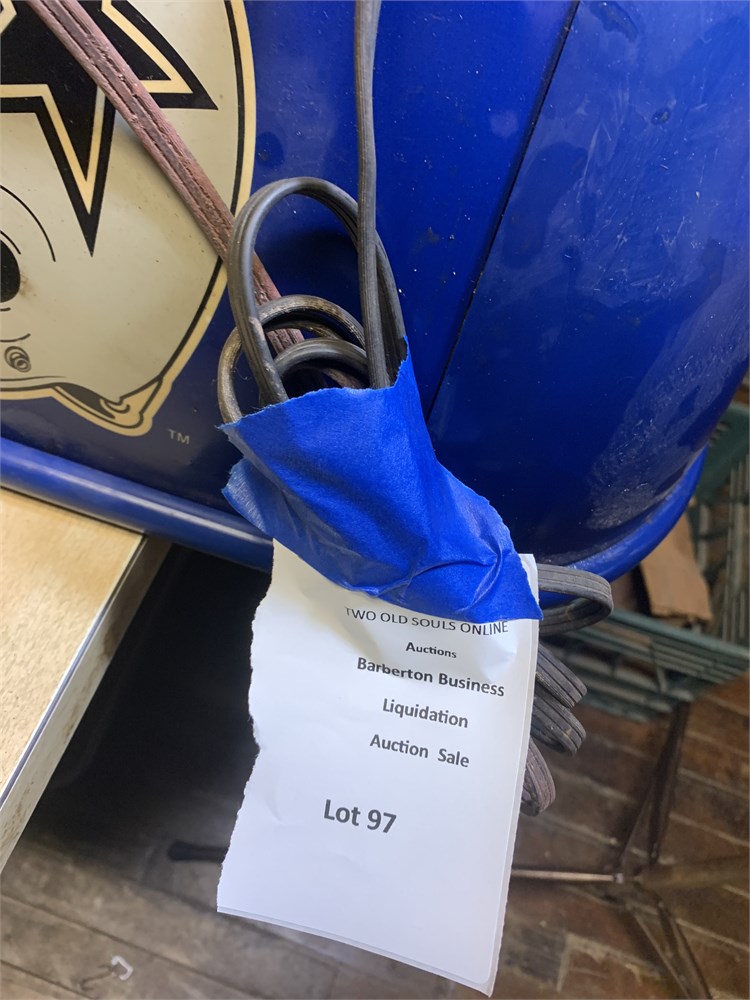 TM
TWO OLD SOULS ONLINE
Auctions
Barberton Business
Liquidation
Auction Sale
Lot 97